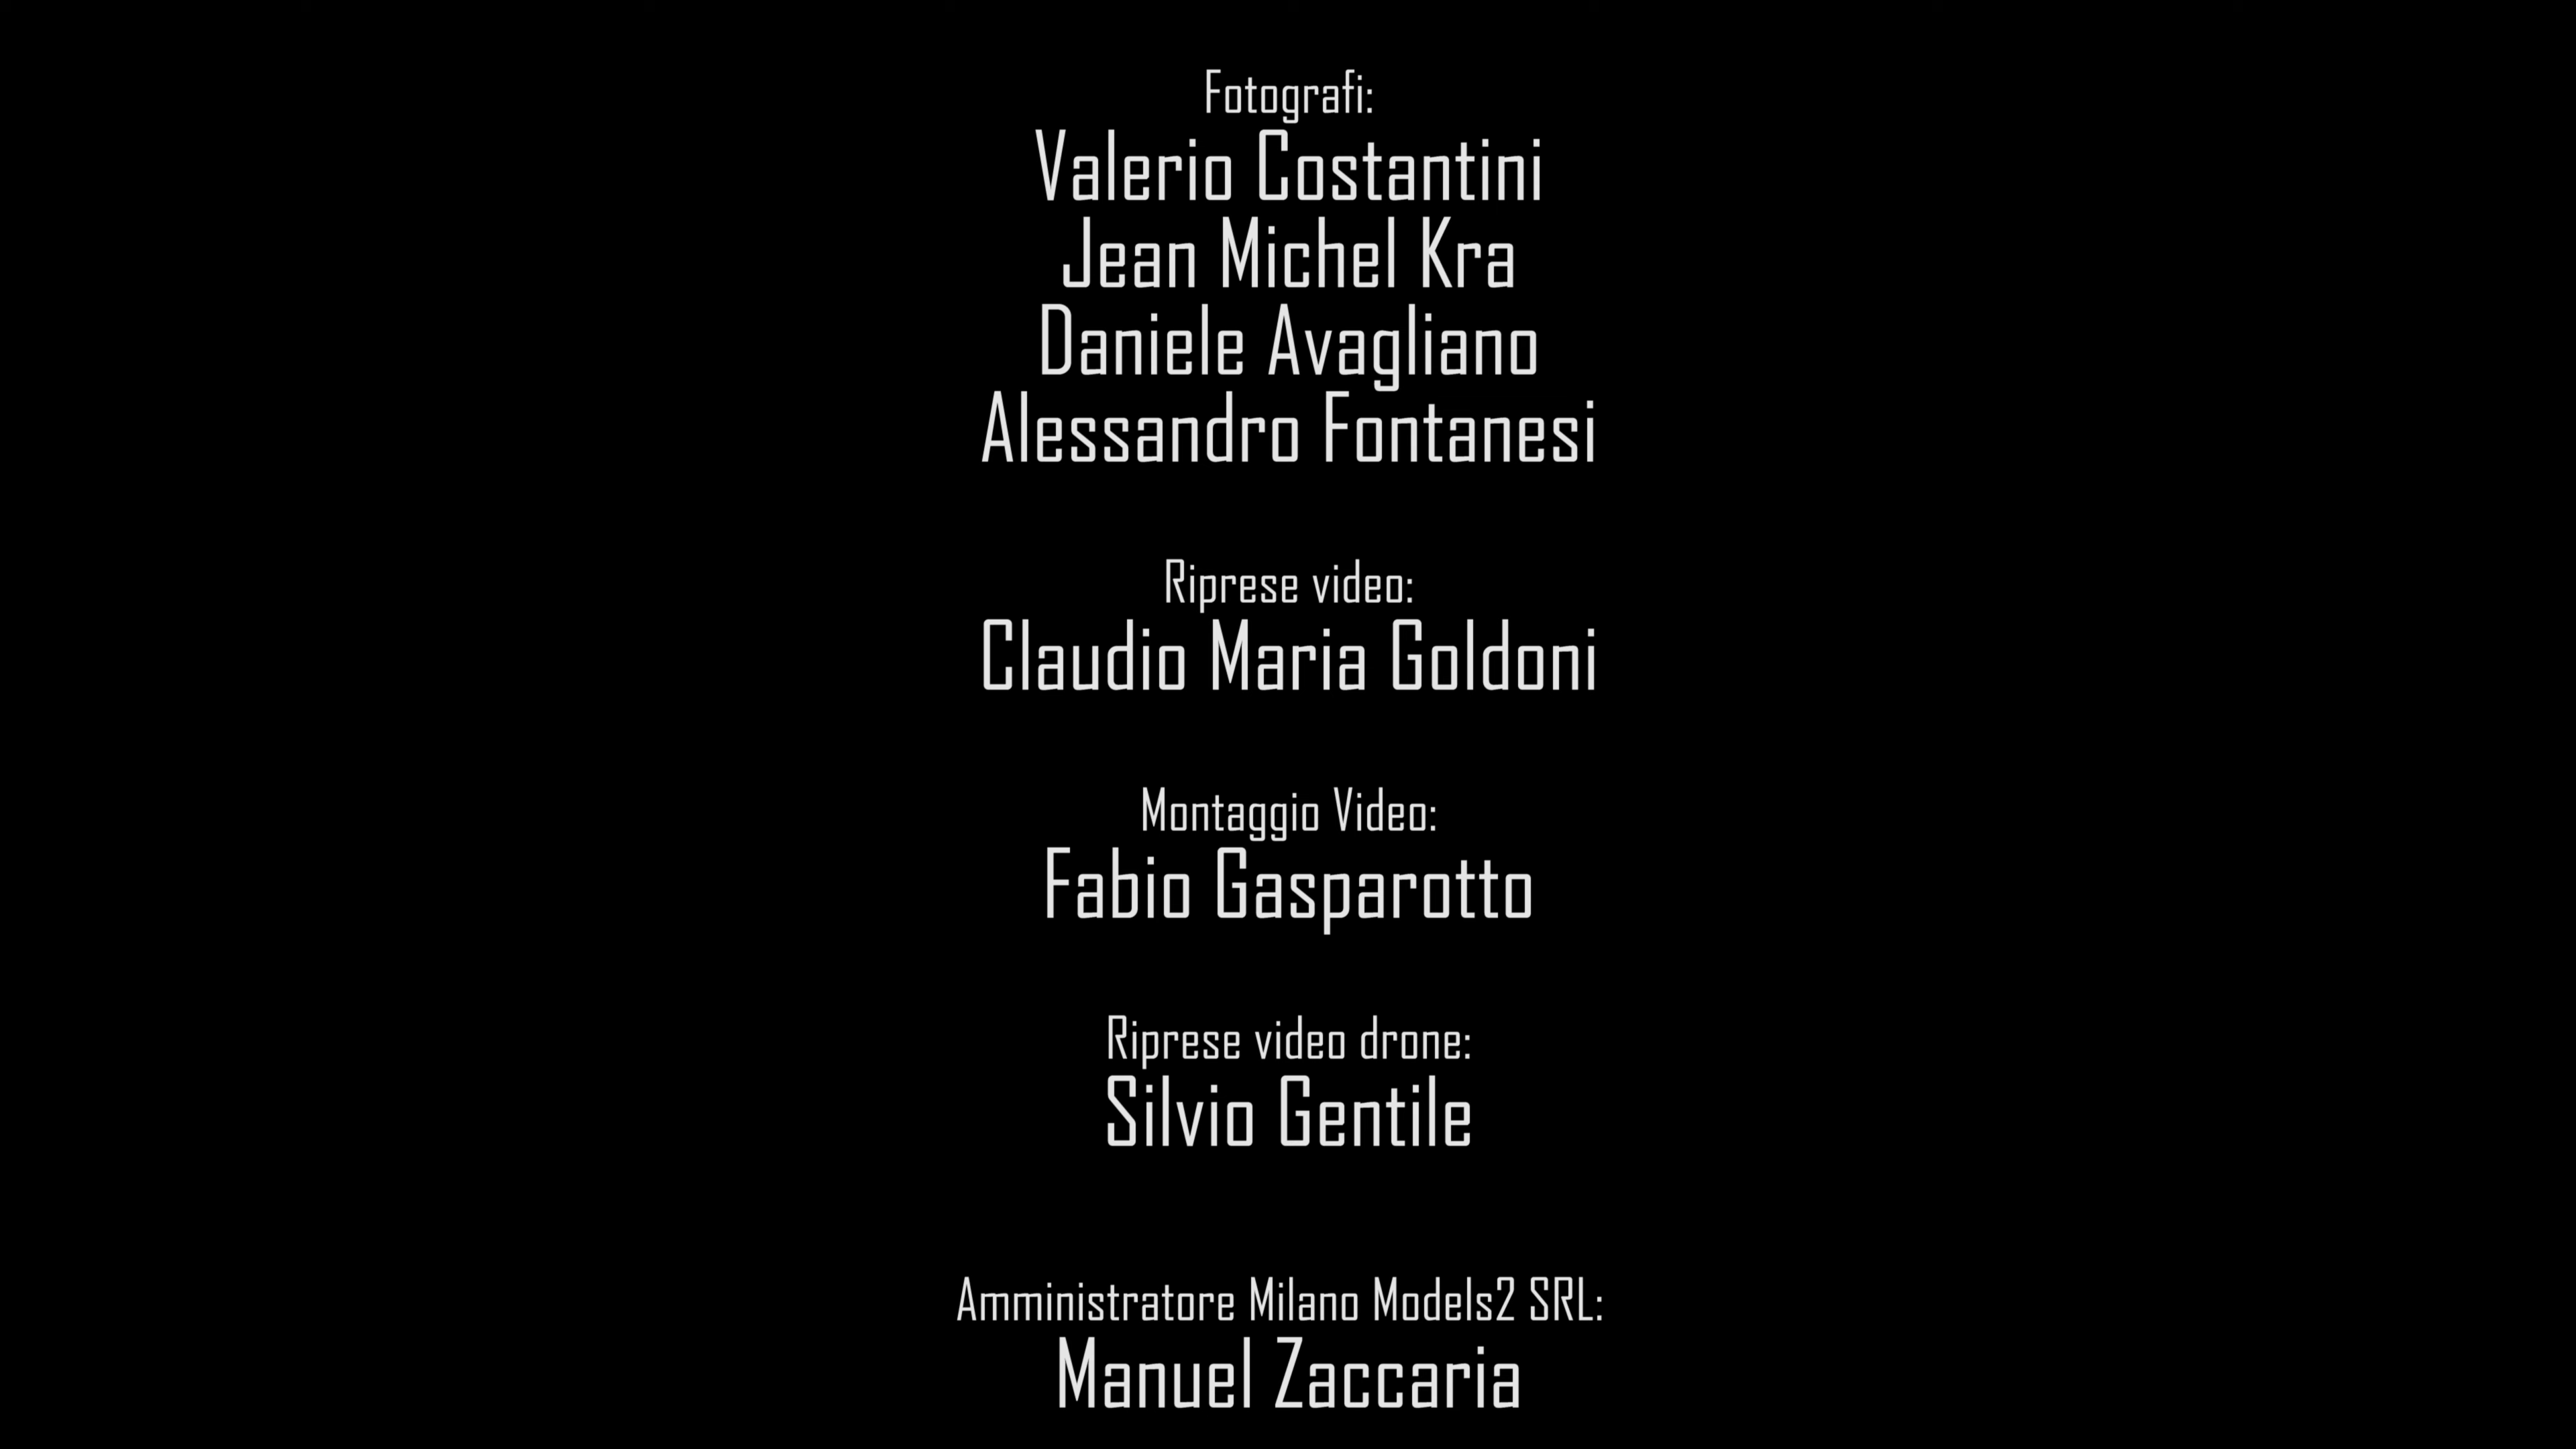 Fotografi:
Valerio Costantini
Jean Michel Kra
Daniele Avagliano
Alessandro Fontanesi
Riprese video:
Claudio Maria Goldoni
Montaggio Video:
Fabio Gasparotto
Riprese video drone:
Silvio Gentile
Amministratore Milano Models2 SRL:
Manuel Zaccaria